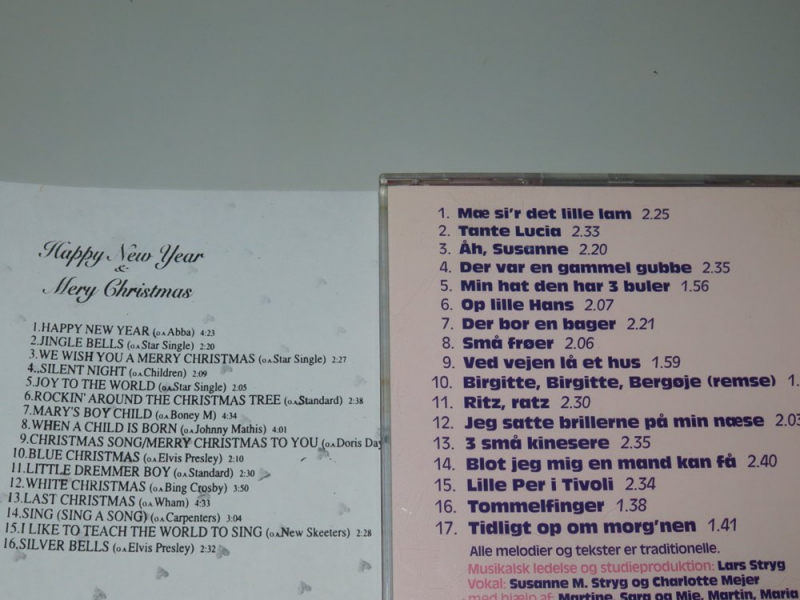 Happy New Year
&
Mery Christmas
1.HAPPY NEW YEAR (o.A.Abba) 4:23
2.JINGLE BELLS (o.A.Star Single) 2:20
3.WE WISH YOU A MERRY CHRISTMAS (o.A.Star Single) 2:27
4..SILENT NIGHT (o.A.Children) 2:09
5.JOY TO THE WORLD (o.A.Star Single) 2:05
6.ROCKIN' AROUND THE CHRISTMAS TREE (o.A.Standard) 2:38
7.MARY'S BOY CHILD (o.A.Boney M) 4:34
8.WHEN A CHILD IS BORN (o.A.Johnny Mathis) 4:01
9.CHRISTMAS SONG/MERRY CHRISTMAS TO YOU (o.A.Doris Day
10.BLUE CHRISTMAS (o.A.Elvis Presley) 2:10
11.LITTLE DREMMER BOY (o.A.Standard) 2:30
12.WHITE CHRISTMAS (o.A.Bing Crosby) 3:50
13.LAST CHRISTMAS (o.A.Wham) 4:33
14.SING (SING A SONG) (o.A.Carpenters) 3:04
15.I LIKE TO TEACH THE WORLD TO SING (o.A.New Skeeters) 2:28
16,SILVER BELLS (o.A.Elvis Presley) 2:32
1. Mæ si'r det lille lam 2.25
2. Tante Lucia 2.33
3. Åh, Susanne 2.20
4. Der var en gammel gubbe 2.35
5. Min hat den har 3 buler 1.56
6. Op lille Hans 2.07
7. Der bor en bager 2.21
8. Små frøer 2.06
9. Ved vejen lå et hus 1.59
10. Birgitte, Birgitte, Bergøje (remse) 1.
11. Ritz, ratz 2.30
12. Jeg satte brillerne på min næse 2.03
13. 3 små kinesere 2.35
14. Blot jeg mig en mand kan få 2.40
15. Lille Per i Tivoli 2.34
16. Tommelfinger 1.38
17. Tidligt op om morg'nen 1.41
Alle melodier og tekster er traditionelle.
Musikalsk ledelse og studieproduktion: Lars Stryg
Vokal: Susanne M. Stryg og Charlotte Mejer
med hjælp af: Martine, Sara og Mie, Martin, Maria